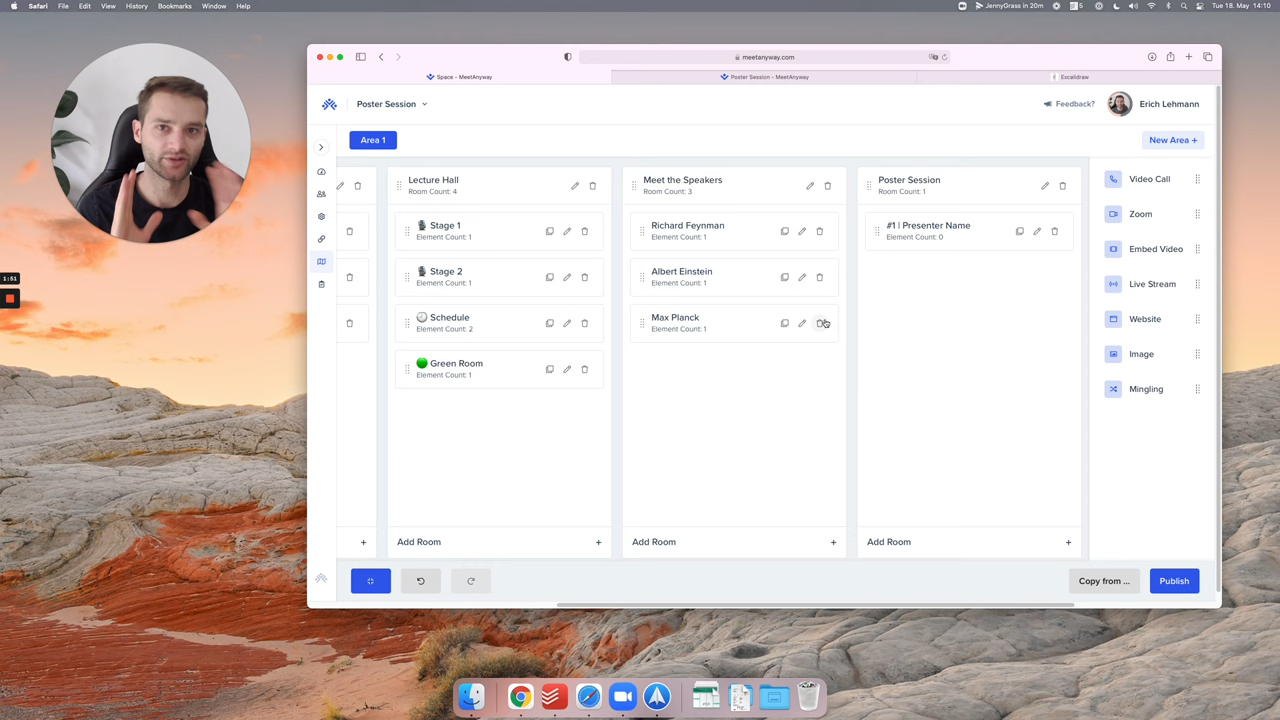 Safari File Edit View History Bookmarks Window Help
JennyGrass in 20m
5
Tue 18. May 14:10
meetanyway.com
Space – MeetAnyway
Poster Session – MeetAnyway
Excalidraw
Poster Session
Feedback?
Erich Lehmann
Area 1
New Area +
Lecture Hall
Room Count: 4
Stage 1
Element Count: 1
Stage 2
Element Count: 1
Schedule
Element Count: 2
Green Room
Element Count: 1
Add Room +
Meet the Speakers
Room Count: 3
Richard Feynman
Element Count: 1
Albert Einstein
Element Count: 1
Max Planck
Element Count: 1
Add Room +
Poster Session
Room Count: 1
#1 | Presenter Name
Element Count: 0
Add Room +
Video Call
Zoom
Embed Video
Live Stream
Website
Image
Mingling
1:51
Copy from ...
Publish